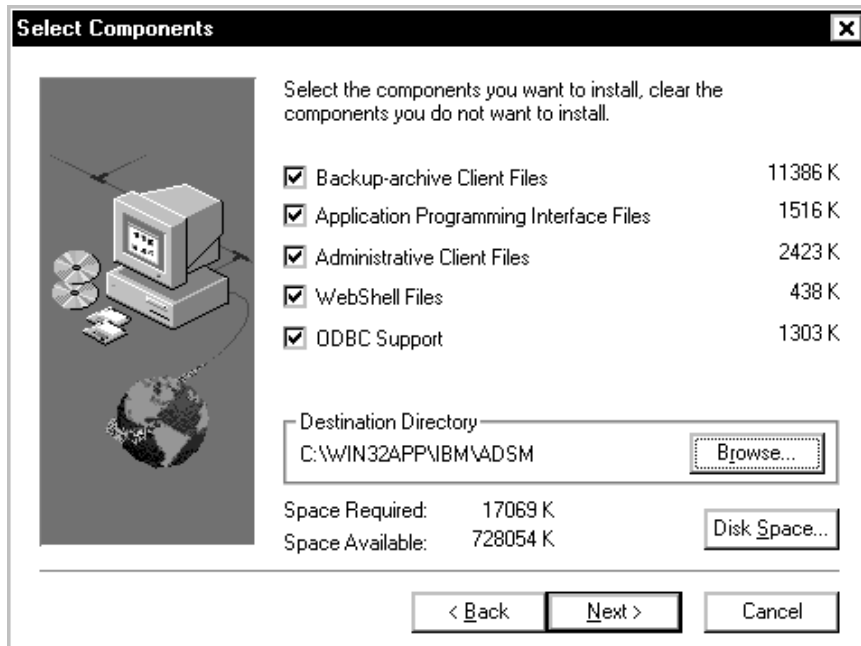 Select Components
Select the components you want to install, clear the
components you do not want to install.
Backup-archive Client Files 11386 K
Application Programming Interface Files 1516 K
Administrative Client Files 2423 K
WebShell Files 438 K
ODBC Support 1303 K
Destination Directory
C:\WIN32APP\IBM\ADSM Browse...
Space Required: 17069 K
Space Available: 728054 K
Disk Space...
< Back Next > Cancel